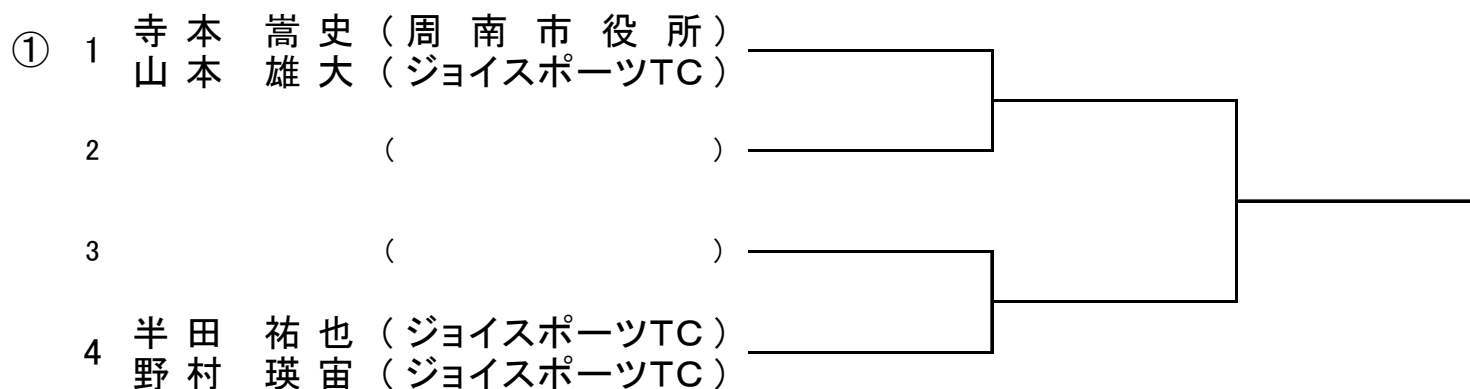 ① 1 寺本 嵩史(周南市役所)
山本 雄大(ジョイスポーツTC)
2 ( )
3 ( )
4 半田 祐也(ジョイスポーツTC)
野村 瑛宙(ジョイスポーツTC)